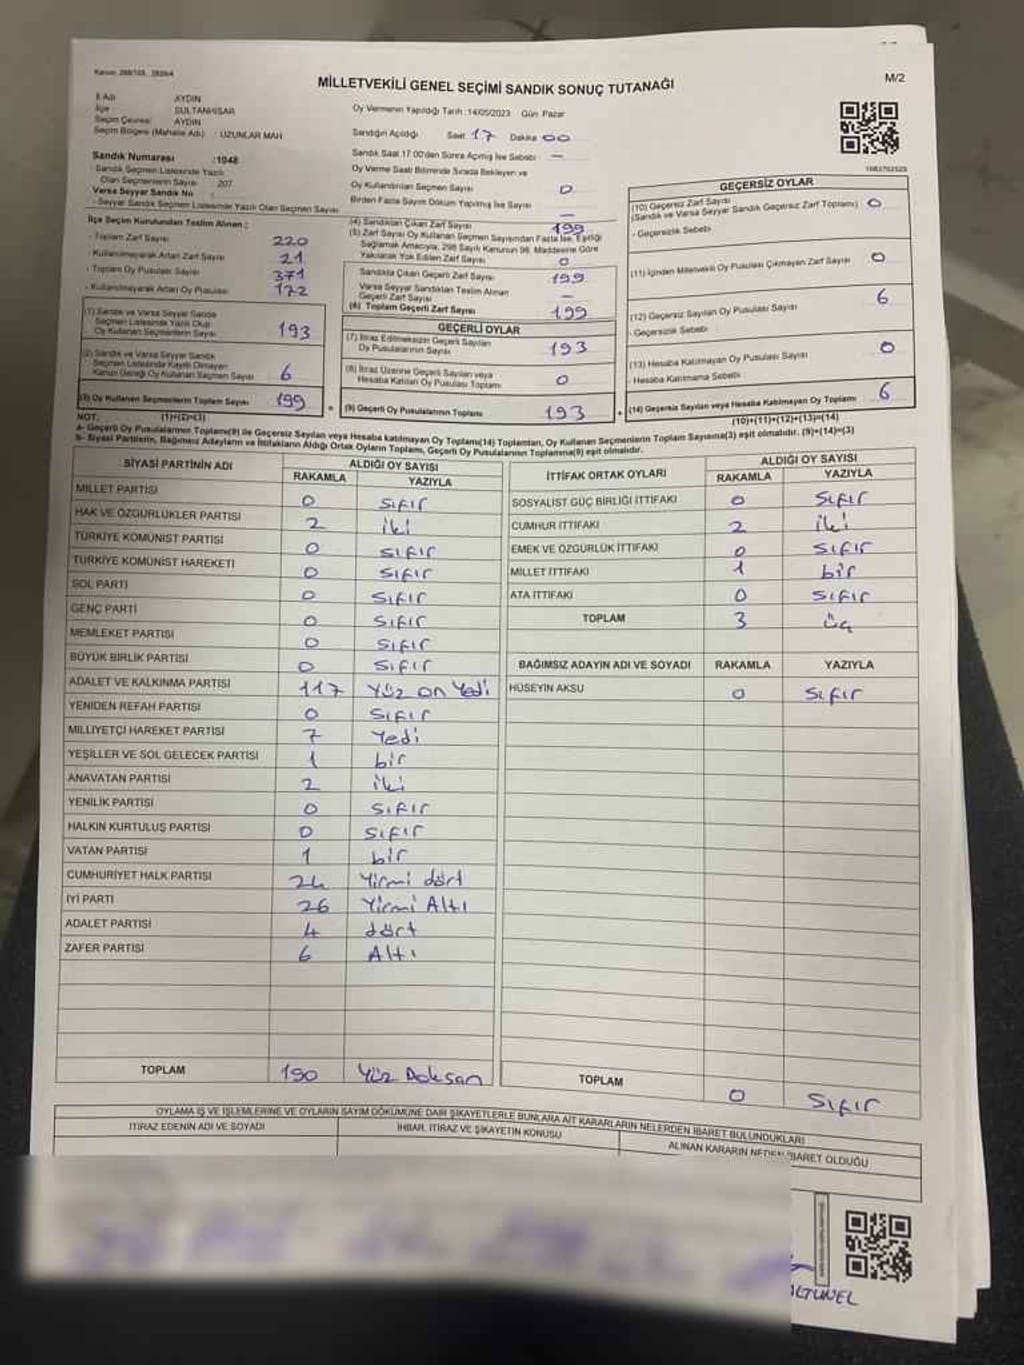 Kanun: 298/105, 2839/4
MİLLETVEKİLİ GENEL SEÇİMİ SANDIK SONUÇ TUTANAĞI
M/2
İl Adı AYDIN
İlçe SULTANHİSAR
Seçim Çevresi AYDIN
Seçim Bölgesi (Mahalle Adı) : UZUNLAR MAH
Sandık Numarası :1048
Sandık Seçmen Listesinde Yazılı
Olan Seçmenlerin Sayısı 207
Varsa Seyyar Sandık No :
- Seyyar Sandık Seçmen Listesinde Yazılı Olan Seçmen Sayısı
Oy Vermenin Yapıldığı Tarih :14/05/2023 Gün Pazar
Sandığın Açıldığı Saat 17 Dakika 00
Sandık Saat 17:00'den Sonra Açılmış İse Sebebi —
Oy Verme Saati Bitiminde Sırada Bekleyen ve
Oy Kullandırılan Seçmen Sayısı 0
Birden Fazla Sayım Döküm Yapılmış İse Sayısı —
İlçe Seçim Kurulundan Teslim Alınan :
- Toplam Zarf Sayısı 220
- Kullanılmayarak Artan Zarf Sayısı 21
- Toplam Oy Pusulası Sayısı 371
- Kullanılmayarak Artan Oy Pusulası 172
(1) Sandık ve Varsa Seyyar Sandık
Seçmen Listesinde Yazılı Olup
Oy Kullanan Seçmenlerin Sayısı 193
(2) Sandık ve Varsa Seyyar Sandık
Seçmen Listesinde Kayıtlı Olmayan
Kanun Gereği Oy Kullanan Seçmen Sayısı 6
(3) Oy Kullanan Seçmenlerin Toplam Sayısı 199
(1)+(2)=(3)
(4) Sandıktan Çıkan Zarf Sayısı 199
(5) Zarf Sayısı Oy Kullanan Seçmen Sayısından Fazla İse, Eşitliği
Sağlamak Amacıyla, 298 Sayılı Kanunun 98. Maddesine Göre
Yakılarak Yok Edilen Zarf Sayısı 0
Sandıkta Çıkan Geçerli Zarf Sayısı 199
Varsa Seyyar Sandıktan Teslim Alınan
Geçerli Zarf Sayısı —
(6) Toplam Geçerli Zarf Sayısı 199
GEÇERLİ OYLAR
(7) İtiraz Edilmeksizin Geçerli Sayılan
Oy Pusulalarının Sayısı 193
(8) İtiraz Üzerine Geçerli Sayılan veya
Hesaba Katılan Oy Pusulası Toplamı 0
(9) Geçerli Oy Pusulalarının Toplamı 193
GEÇERSİZ OYLAR
(10) Geçersiz Zarf Sayısı
(Sandık ve Varsa Seyyar Sandık Geçersiz Zarf Toplamı) 0
- Geçersizlik Sebebi
(11) İçinden Milletvekili Oy Pusulası Çıkmayan Zarf Sayısı 0
(12) Geçersiz Sayılan Oy Pusulası Sayısı 6
- Geçersizlik Sebebi
(13) Hesaba Katılmayan Oy Pusulası Sayısı 0
- Hesaba Katılmama Sebebi
(14) Geçersiz Sayılan veya Hesaba Katılmayan Oy Toplamı 6
(10)+(11)+(12)+(13)=(14)
NOT:
a- Geçerli Oy Pusulalarının Toplamı(9) ile Geçersiz Sayılan veya Hesaba katılmayan Oy Toplamı(14) Toplamları, Oy Kullanan Seçmenlerin Toplam Sayısına(3) eşit olmalıdır. (9)+(14)=(3)
b- Siyasi Partilerin, Bağımsız Adayların ve İttifakların Aldığı Ortak Oyların Toplamı, Geçerli Oy Pusulalarının Toplamına(9) eşit olmalıdır.
SİYASİ PARTİNİN ADI ALDIĞI OY SAYISI
RAKAMLA YAZIYLA
MİLLET PARTİSİ 0 Sıfır
HAK VE ÖZGÜRLÜKLER PARTİSİ 2 iki
TÜRKİYE KOMÜNİST PARTİSİ 0 Sıfır
TÜRKİYE KOMÜNİST HAREKETİ 0 Sıfır
SOL PARTİ 0 Sıfır
GENÇ PARTİ 0 Sıfır
MEMLEKET PARTİSİ 0 Sıfır
BÜYÜK BİRLİK PARTİSİ 0 Sıfır
ADALET VE KALKINMA PARTİSİ 117 Yüz on Yedi
YENİDEN REFAH PARTİSİ 0 Sıfır
MİLLİYETÇİ HAREKET PARTİSİ 7 Yedi
YEŞİLLER VE SOL GELECEK PARTİSİ 1 bir
ANAVATAN PARTİSİ 2 iki
YENİLİK PARTİSİ 0 Sıfır
HALKIN KURTULUŞ PARTİSİ 0 Sıfır
VATAN PARTİSİ 1 bir
CUMHURİYET HALK PARTİSİ 24 Yirmi dört
İYİ PARTİ 26 Yirmi Altı
ADALET PARTİSİ 4 dört
ZAFER PARTİSİ 6 Altı
TOPLAM 190 Yüz Doksan
İTTİFAK ORTAK OYLARI ALDIĞI OY SAYISI
RAKAMLA YAZIYLA
SOSYALİST GÜÇ BİRLİĞİ İTTİFAKI 0 Sıfır
CUMHUR İTTİFAKI 2 iki
EMEK VE ÖZGÜRLÜK İTTİFAKI 0 Sıfır
MİLLET İTTİFAKI 1 bir
ATA İTTİFAKI 0 Sıfır
TOPLAM 3 üç
BAĞIMSIZ ADAYIN ADI VE SOYADI RAKAMLA YAZIYLA
HÜSEYİN AKSU 0 Sıfır
TOPLAM 0 Sıfır
OYLAMA İŞ VE İŞLEMLERİNE VE OYLARIN SAYIM DÖKÜMÜNE DAİR ŞİKAYETLERLE BUNLARA AİT KARARLARIN NELERDEN İBARET BULUNDUKLARI
İTİRAZ EDENİN ADI VE SOYADI
İHBAR, İTİRAZ VE ŞİKAYETİN KONUSU
ALINAN KARARIN NEDEN İBARET OLDUĞU
ALTUNEL